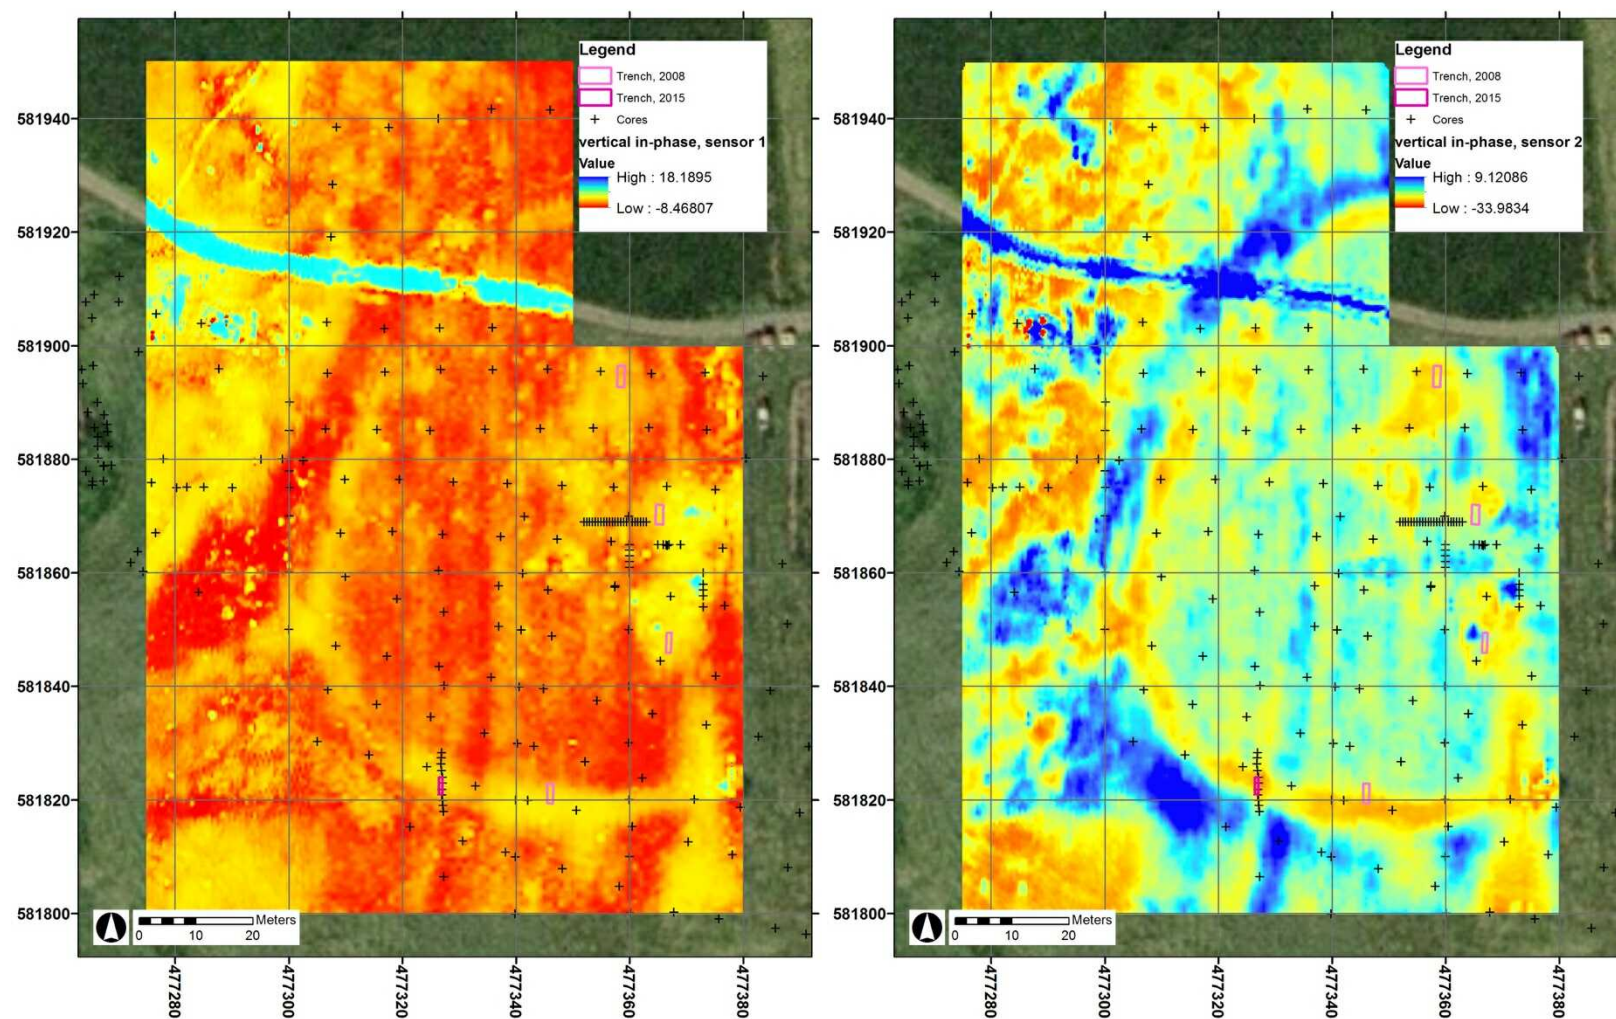 Legend
Trench, 2008
Trench, 2015
Cores
vertical in-phase, sensor 1
Value
High : 18.1895
Low : -8.46807
581940
581920
581900
581880
581860
581840
581820
581800
Meters
0 10 20
477280 477300 477320 477340 477360 477380
Legend
Trench, 2008
Trench, 2015
Cores
vertical in-phase, sensor 2
Value
High : 9.12086
Low : -33.9834
581940
581920
581900
581880
581860
581840
581820
581800
Meters
0 10 20
477280 477300 477320 477340 477360 477380